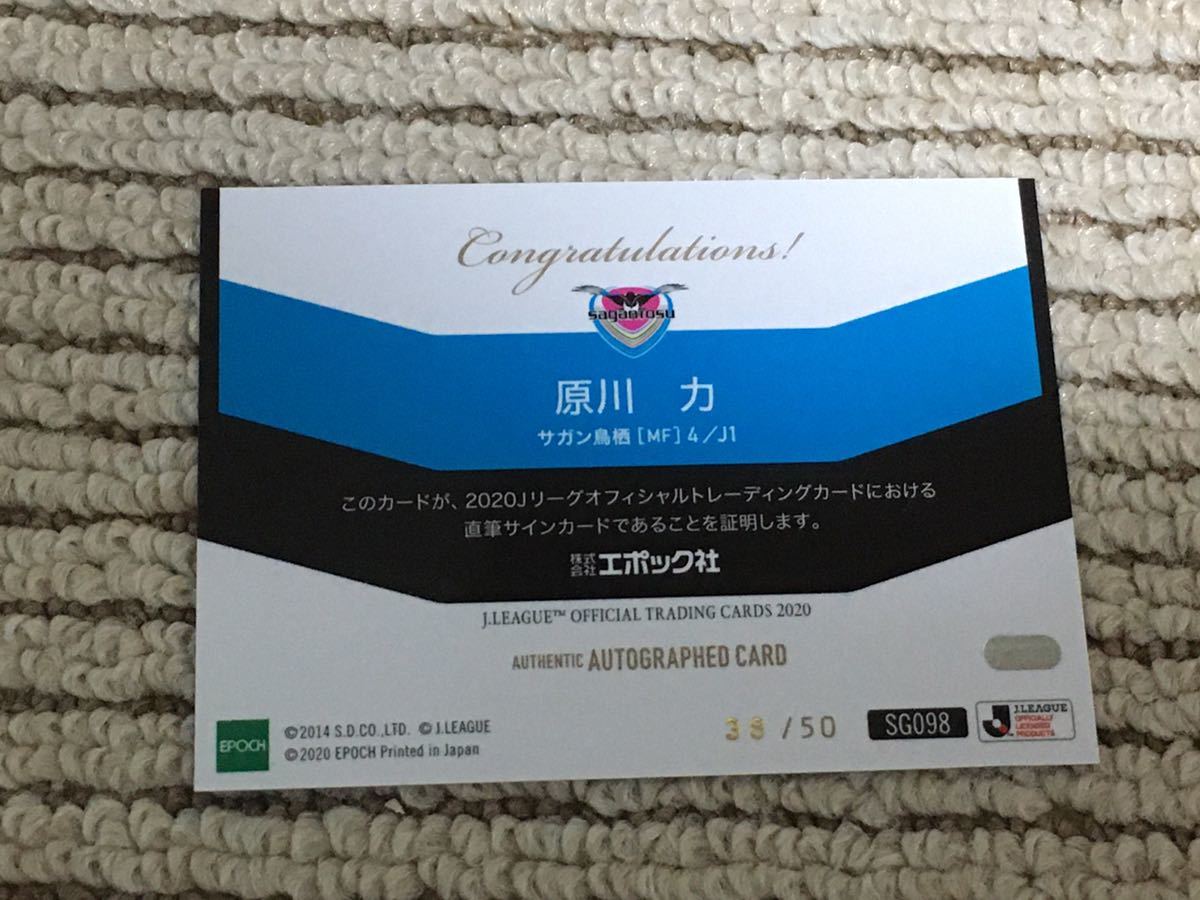 Congratulations!
sagantosu
原川 力
サガン鳥栖［MF］4／J1
このカードが、2020Jリーグオフィシャルトレーディングカードにおける
直筆サインカードであることを証明します。
株式会社エポック社
J.LEAGUE™ OFFICIAL TRADING CARDS 2020
AUTHENTIC AUTOGRAPHED CARD
EPOCH
©2014 S.D.CO.,LTD. © J.LEAGUE
©2020 EPOCH Printed in Japan
/50
SG098
J.LEAGUE
OFFICIALLY
LICENSED
PRODUCTS